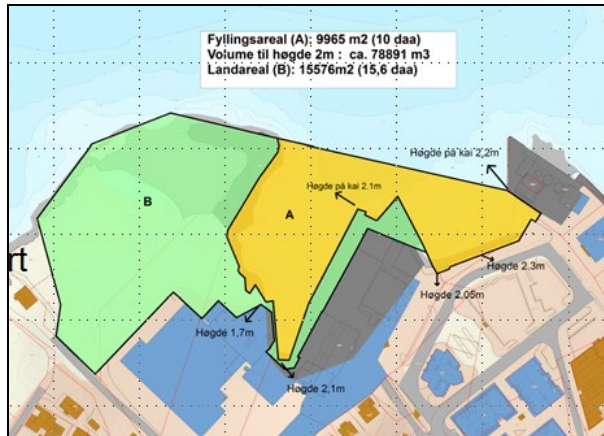 Fyllingsareal (A): 9965 m2 (10 daa)
Volume til høgde 2m : ca. 78891 m3
Landareal (B): 15576m2 (15,6 daa)
Høgde på kai 2,2m
Høgde på kai 2.1m
B
A
rt
Høgde 2.3m
Høgde 2.05m
Høgde 1,7m
Høgde 2,1m